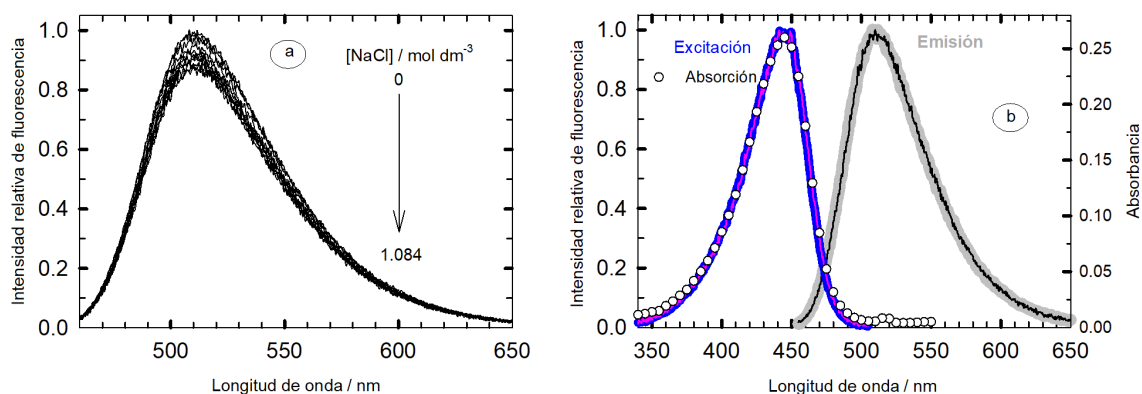 Intensidad relativa de fluorescencia
1.0
0.8
0.6
0.4
0.2
0.0
a
[NaCl] / mol dm-3
0
1.084
500
550
600
650
Longitud de onda / nm
Intensidad relativa de fluorescencia
1.0
0.8
0.6
0.4
0.2
0.0
Excitación
Absorción
Emisión
b
0.25
0.20
0.15
0.10
0.05
0.00
Absorbancia
350
400
450
500
550
600
650
Longitud de onda / nm